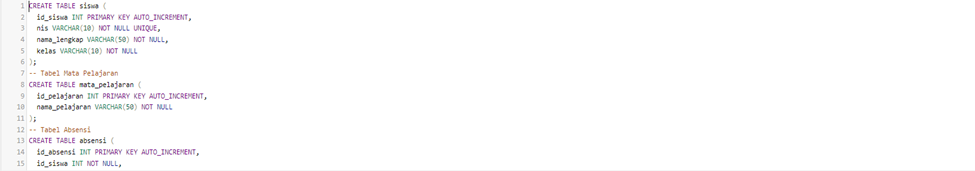 1 CREATE TABLE siswa (
2 id_siswa INT PRIMARY KEY AUTO_INCREMENT,
3 nis VARCHAR(10) NOT NULL UNIQUE,
4 nama_lengkap VARCHAR(50) NOT NULL,
5 kelas VARCHAR(10) NOT NULL
6 );
7 -- Tabel Mata Pelajaran
8 CREATE TABLE mata_pelajaran (
9 id_pelajaran INT PRIMARY KEY AUTO_INCREMENT,
10 nama_pelajaran VARCHAR(50) NOT NULL
11 );
12 -- Tabel Absensi
13 CREATE TABLE absensi (
14 id_absensi INT PRIMARY KEY AUTO_INCREMENT,
15 id_siswa INT NOT NULL,